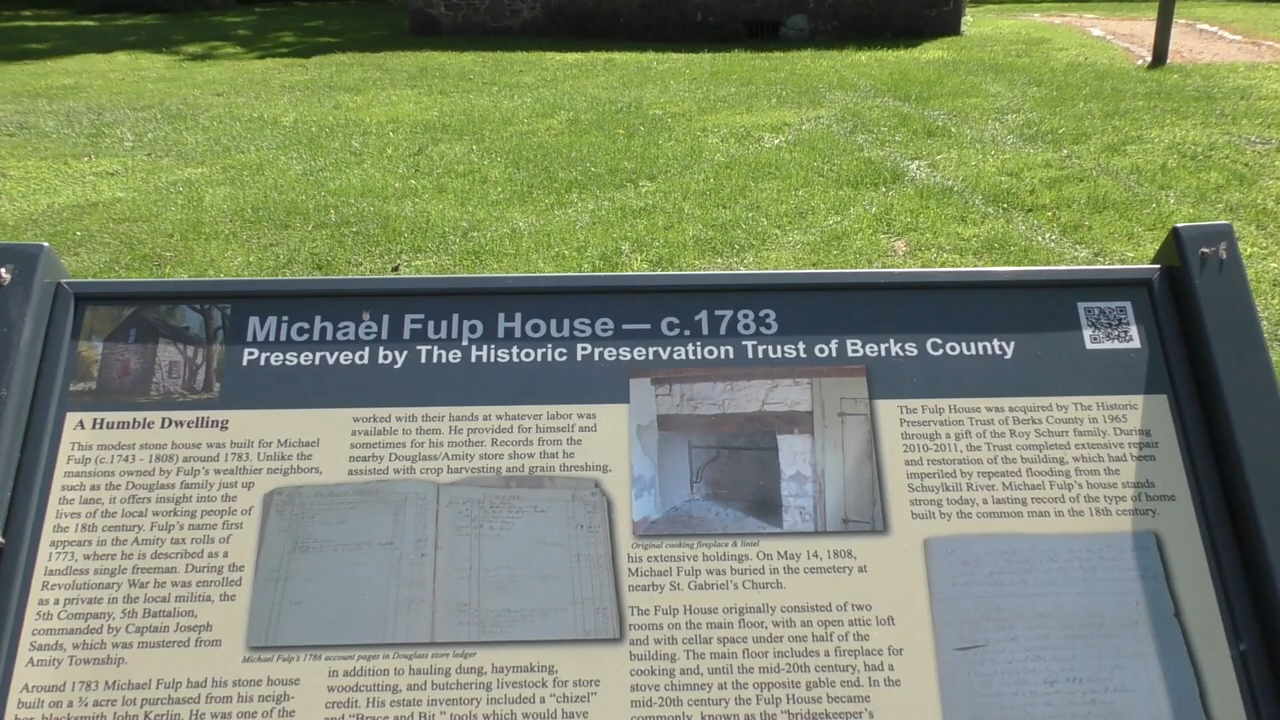 Michael Fulp House — c.1783
Preserved by The Historic Preservation Trust of Berks County
A Humble Dwelling
This modest stone house was built for Michael
Fulp (c.1743 - 1808) around 1783. Unlike the
mansions owned by Fulp's wealthier neighbors,
such as the Douglass family just up
the lane, it offers insight into the
lives of the local working people of
the 18th century. Fulp's name first
appears in the Amity tax rolls of
1773, where he is described as a
landless single freeman. During the
Revolutionary War he was enrolled
as a private in the local militia, the
5th Company, 5th Battalion,
commanded by Captain Joseph
Sands, which was mustered from
Amity Township.
Around 1783 Michael Fulp had his stone house
built on a ¾ acre lot purchased from his neigh-
bor, blacksmith John Kerlin. He was one of the
worked with their hands at whatever labor was
available to them. He provided for himself and
sometimes for his mother. Records from the
nearby Douglass/Amity store show that he
assisted with crop harvesting and grain threshing,
Michael Fulp's 1786 account pages in Douglass store ledger
in addition to hauling dung, haymaking,
woodcutting, and butchering livestock for store
credit. His estate inventory included a "chizel"
and "Brace and Bit," tools which would have
Original cooking fireplace & lintel
his extensive holdings. On May 14, 1808,
Michael Fulp was buried in the cemetery at
nearby St. Gabriel's Church.
The Fulp House originally consisted of two
rooms on the main floor, with an open attic loft
and with cellar space under one half of the
building. The main floor includes a fireplace for
cooking and, until the mid-20th century, had a
stove chimney at the opposite gable end. In the
mid-20th century the Fulp House became
commonly known as the "bridgekeeper's
The Fulp House was acquired by The Historic
Preservation Trust of Berks County in 1965
through a gift of the Roy Schurr family. During
2010-2011, the Trust completed extensive repair
and restoration of the building, which had been
imperiled by repeated flooding from the
Schuylkill River. Michael Fulp's house stands
strong today, a lasting record of the type of home
built by the common man in the 18th century.